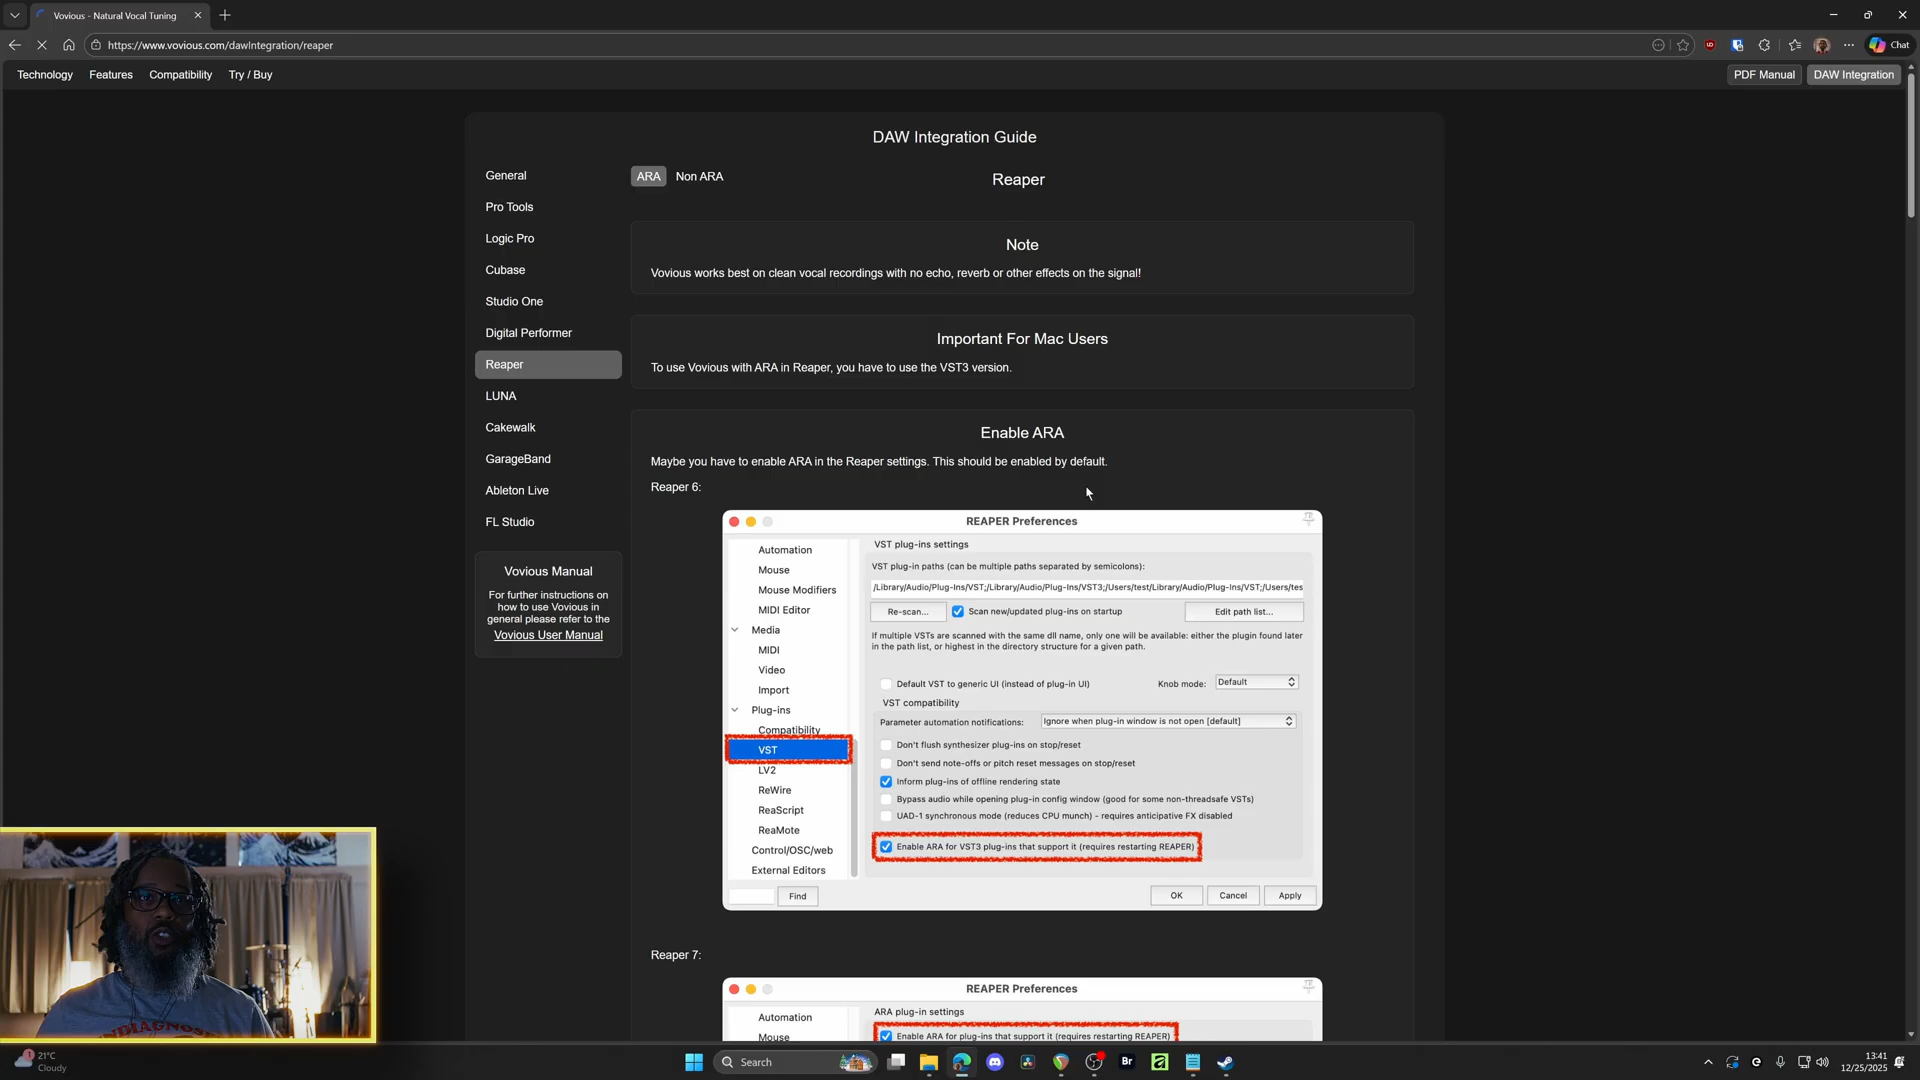 Vovious - Natural Vocal Tuning
https://www.vovious.com/dawIntegration/reaper
Chat
Technology
Features
Compatibility
Try / Buy
PDF Manual
DAW Integration
DAW Integration Guide
General
Pro Tools
Logic Pro
Cubase
Studio One
Digital Performer
Reaper
LUNA
Cakewalk
GarageBand
Ableton Live
FL Studio
Vovious Manual
For further instructions on
how to use Vovious in
general please refer to the
Vovious User Manual
ARA
Non ARA
Reaper
Note
Vovious works best on clean vocal recordings with no echo, reverb or other effects on the signal!
Important For Mac Users
To use Vovious with ARA in Reaper, you have to use the VST3 version.
Enable ARA
Maybe you have to enable ARA in the Reaper settings. This should be enabled by default.
Reaper 6:
REAPER Preferences
Automation
Mouse
Mouse Modifiers
MIDI Editor
Media
MIDI
Video
Import
Plug-ins
Compatibility
VST
LV2
ReWire
ReaScript
ReaMote
Control/OSC/web
External Editors
Find
VST plug-ins settings
VST plug-in paths (can be multiple paths separated by semicolons):
/Library/Audio/Plug-Ins/VST;/Library/Audio/Plug-Ins/VST3;/Users/test/Library/Audio/Plug-Ins/VST;/Users/tes
Re-scan...
Scan new/updated plug-ins on startup
Edit path list...
If multiple VSTs are scanned with the same dll name, only one will be available: either the plugin found later
in the path list, or highest in the directory structure for a given path.
Default VST to generic UI (instead of plug-in UI)
Knob mode:
Default
VST compatibility
Parameter automation notifications:
Ignore when plug-in window is not open [default]
Don't flush synthesizer plug-ins on stop/reset
Don't send note-offs or pitch reset messages on stop/reset
Inform plug-ins of offline rendering state
Bypass audio while opening plug-in config window (good for some non-threadsafe VSTs)
UAD-1 synchronous mode (reduces CPU munch) - requires anticipative FX disabled
Enable ARA for VST3 plug-ins that support it (requires restarting REAPER)
OK
Cancel
Apply
Reaper 7:
REAPER Preferences
Automation
Mouse
ARA plug-in settings
Enable ARA for plug-ins that support it (requires restarting REAPER)
1
21°C
Cloudy
Search
Br
13:41
12/25/2025